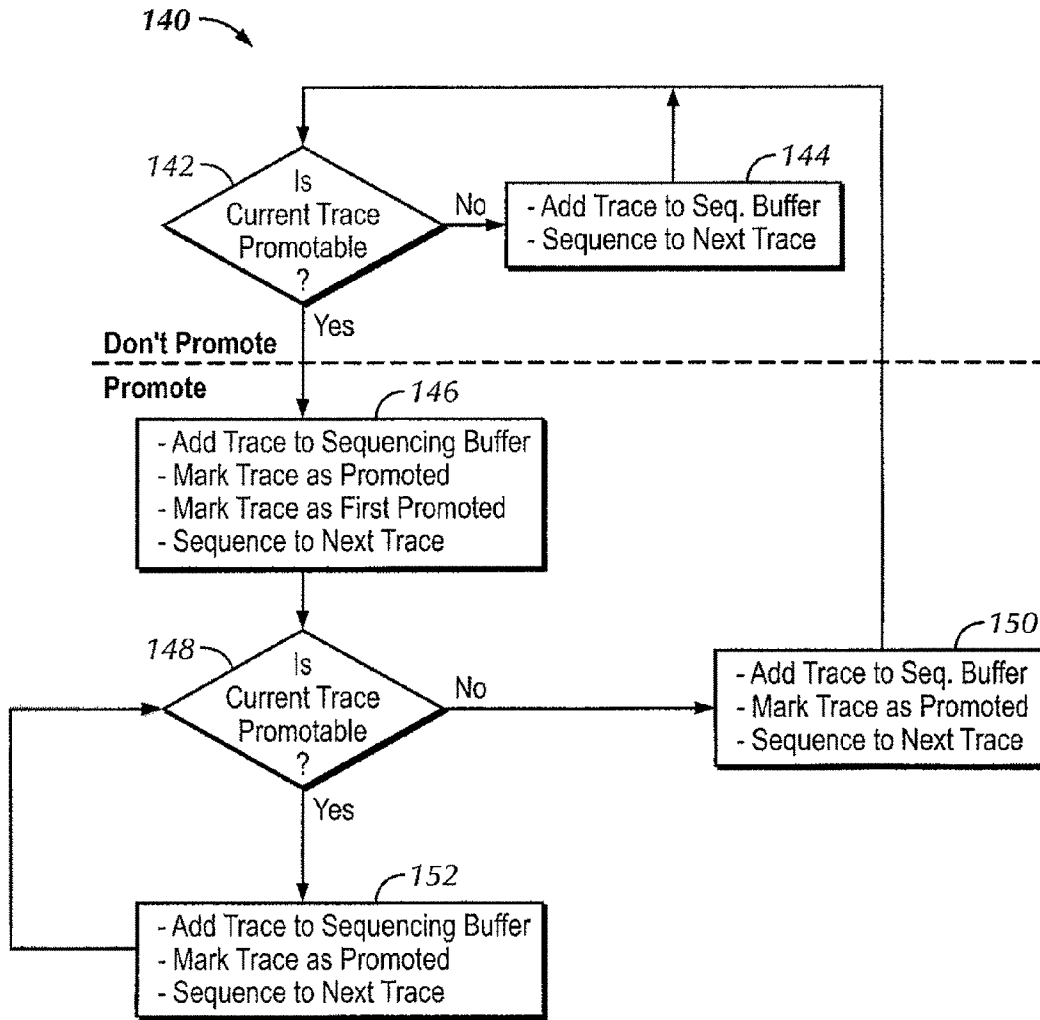 140
142
Is
Current Trace
Promotable
?
No
144
- Add Trace to Seq. Buffer
- Sequence to Next Trace
Yes
Don't Promote
Promote
146
- Add Trace to Sequencing Buffer
- Mark Trace as Promoted
- Mark Trace as First Promoted
- Sequence to Next Trace
148
Is
Current Trace
Promotable
?
No
150
- Add Trace to Seq. Buffer
- Mark Trace as Promoted
- Sequence to Next Trace
Yes
152
- Add Trace to Sequencing Buffer
- Mark Trace as Promoted
- Sequence to Next Trace